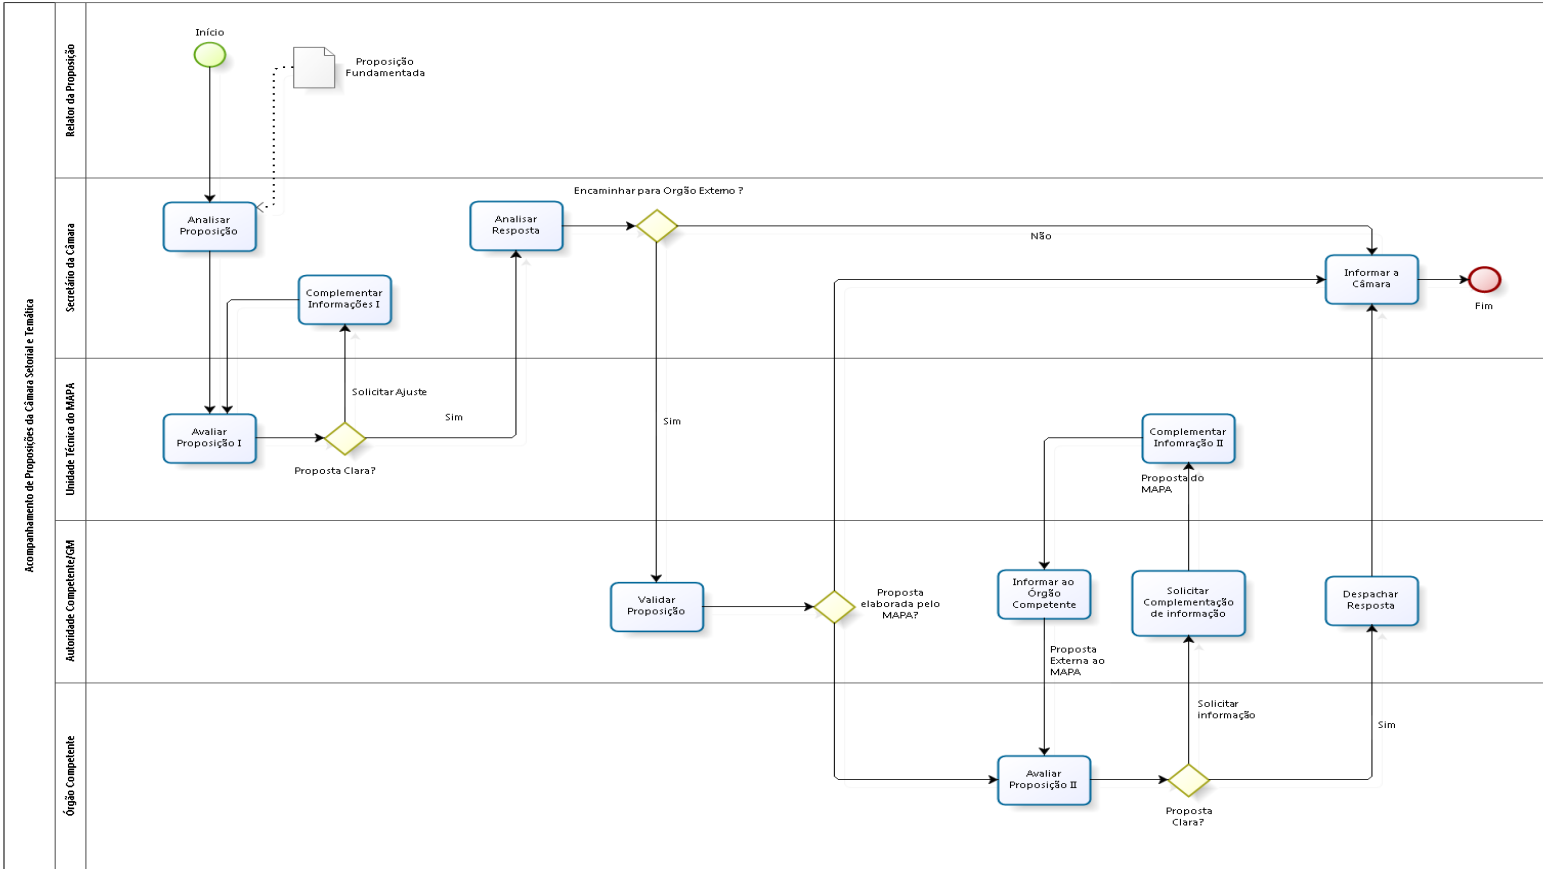 Acompanhamento de Proposições da Câmara Setorial e Temática
Relator da Proposição
Início
Proposição
Fundamentada
Secretário da Câmara
Analisar
Proposição
Complementar
Informações I
Analisar
Resposta
Encaminhar para Orgão Externo ?
Não
Informar a
Câmara
Fim
Unidade Técnica do MAPA
Avaliar
Proposição I
Solicitar Ajuste
Sim
Proposta Clara?
Sim
Complementar
Infomração II
Proposta do
MAPA
Autoridade Competente/GM
Validar
Proposição
Proposta
elaborada pelo
MAPA?
Informar ao
Órgão
Competente
Solicitar
Complementação
de informação
Despachar
Resposta
Proposta
Externa ao
MAPA
Órgão Competente
Solicitar
informação
Sim
Avaliar
Proposição II
Proposta
Clara?